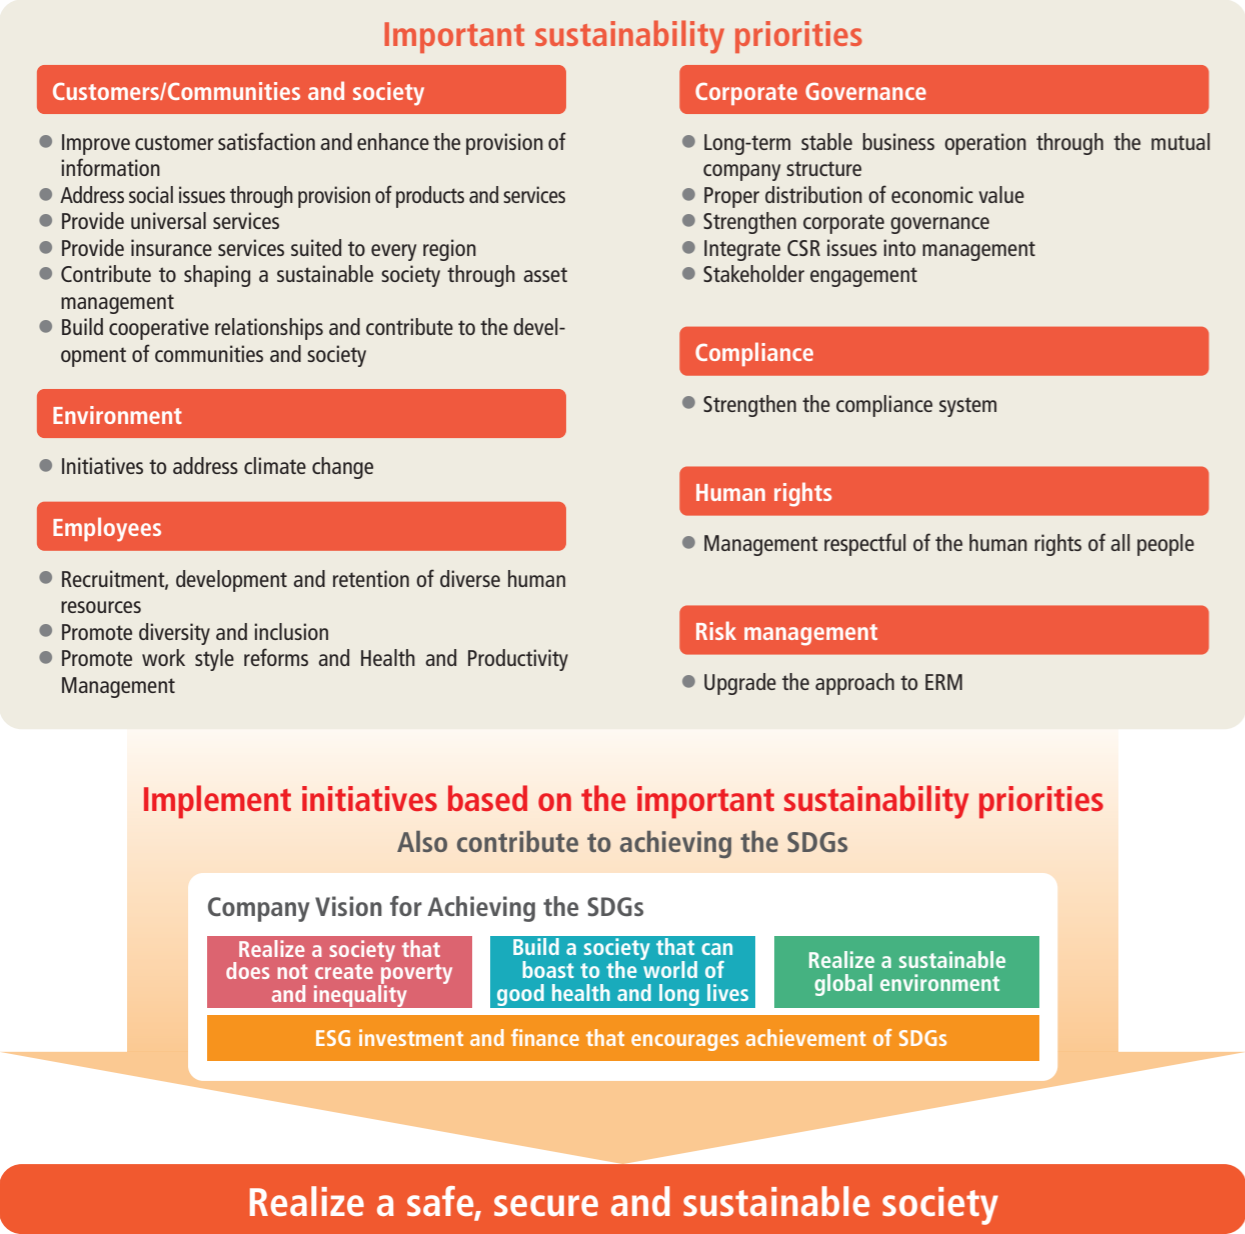 Important sustainability priorities
Customers/Communities and society
● Improve customer satisfaction and enhance the provision of
information
● Address social issues through provision of products and services
● Provide universal services
● Provide insurance services suited to every region
● Contribute to shaping a sustainable society through asset
management
● Build cooperative relationships and contribute to the devel-
opment of communities and society
Environment
● Initiatives to address climate change
Employees
● Recruitment, development and retention of diverse human
resources
● Promote diversity and inclusion
● Promote work style reforms and Health and Productivity
Management
Corporate Governance
● Long-term stable business operation through the mutual
company structure
● Proper distribution of economic value
● Strengthen corporate governance
● Integrate CSR issues into management
● Stakeholder engagement
Compliance
● Strengthen the compliance system
Human rights
● Management respectful of the human rights of all people
Risk management
● Upgrade the approach to ERM
Implement initiatives based on the important sustainability priorities
Also contribute to achieving the SDGs
Company Vision for Achieving the SDGs
Realize a society that
does not create poverty
and inequality
Build a society that can
boast to the world of
good health and long lives
Realize a sustainable
global environment
ESG investment and finance that encourages achievement of SDGs
Realize a safe, secure and sustainable society